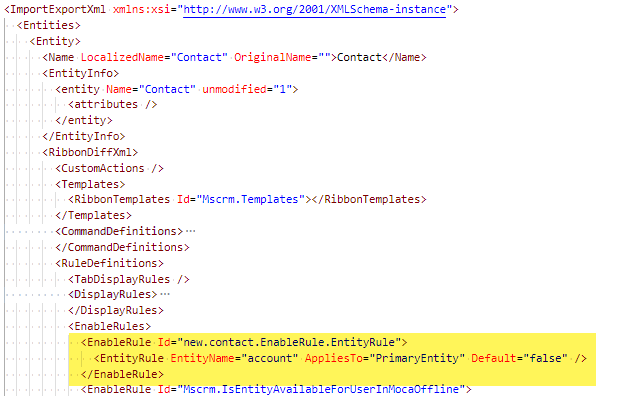 <ImportExportXml xmlns:xsi="http://www.w3.org/2001/XMLSchema-instance">
<Entities>
<Entity>
<Name LocalizedName="Contact" OriginalName="">Contact</Name>
<EntityInfo>
<entity Name="Contact" unmodified="1">
<attributes />
</entity>
</EntityInfo>
<RibbonDiffXml>
<CustomActions />
<Templates>
<RibbonTemplates Id="Mscrm.Templates"></RibbonTemplates>
</Templates>
<CommandDefinitions>…
</CommandDefinitions>
<RuleDefinitions>
<TabDisplayRules />
<DisplayRules>…
</DisplayRules>
<EnableRules>
<EnableRule Id="new.contact.EnableRule.EntityRule">
<EntityRule EntityName="account" AppliesTo="PrimaryEntity" Default="false" />
</EnableRule>
<EnableRule Id="Mscrm.IsEntityAvailableForUserInMocaOffline">